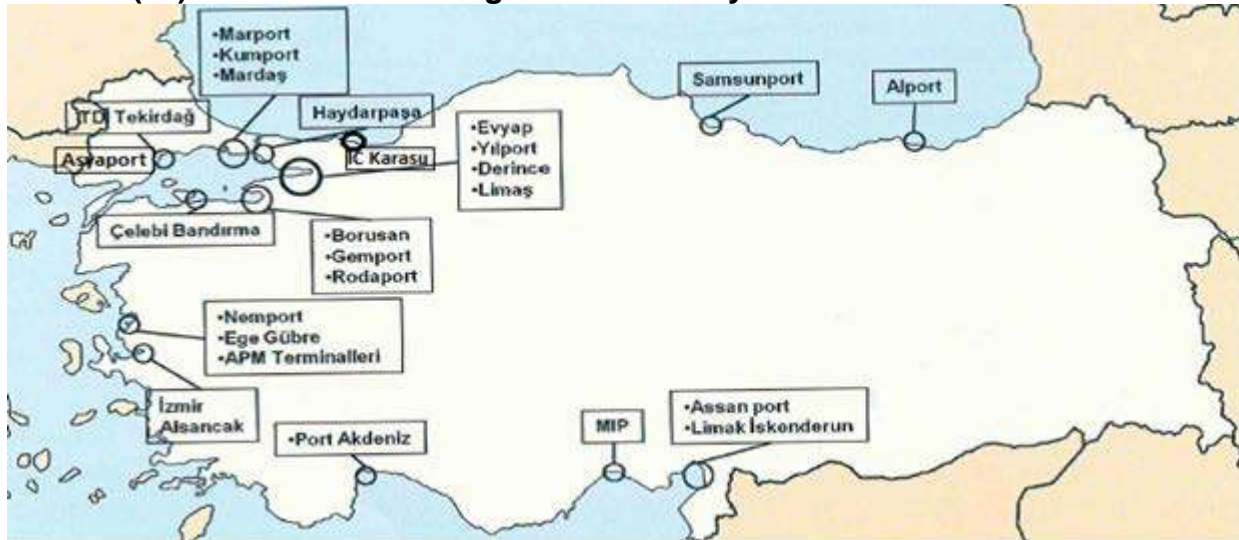 •Marport
•Kumport
•Mardaş
TDİ Tekirdağ
Haydarpaşa
Samsunport
Alport
Asyaport
İC Karasu
•Evyap
•Yılport
•Derince
•Limaş
Çelebi Bandırma
•Borusan
•Gemport
•Rodaport
•Nemport
•Ege Gübre
•APM Terminalleri
İzmir
Alsancak
•Port Akdeniz
MIP
•Assan port
•Limak İskenderun